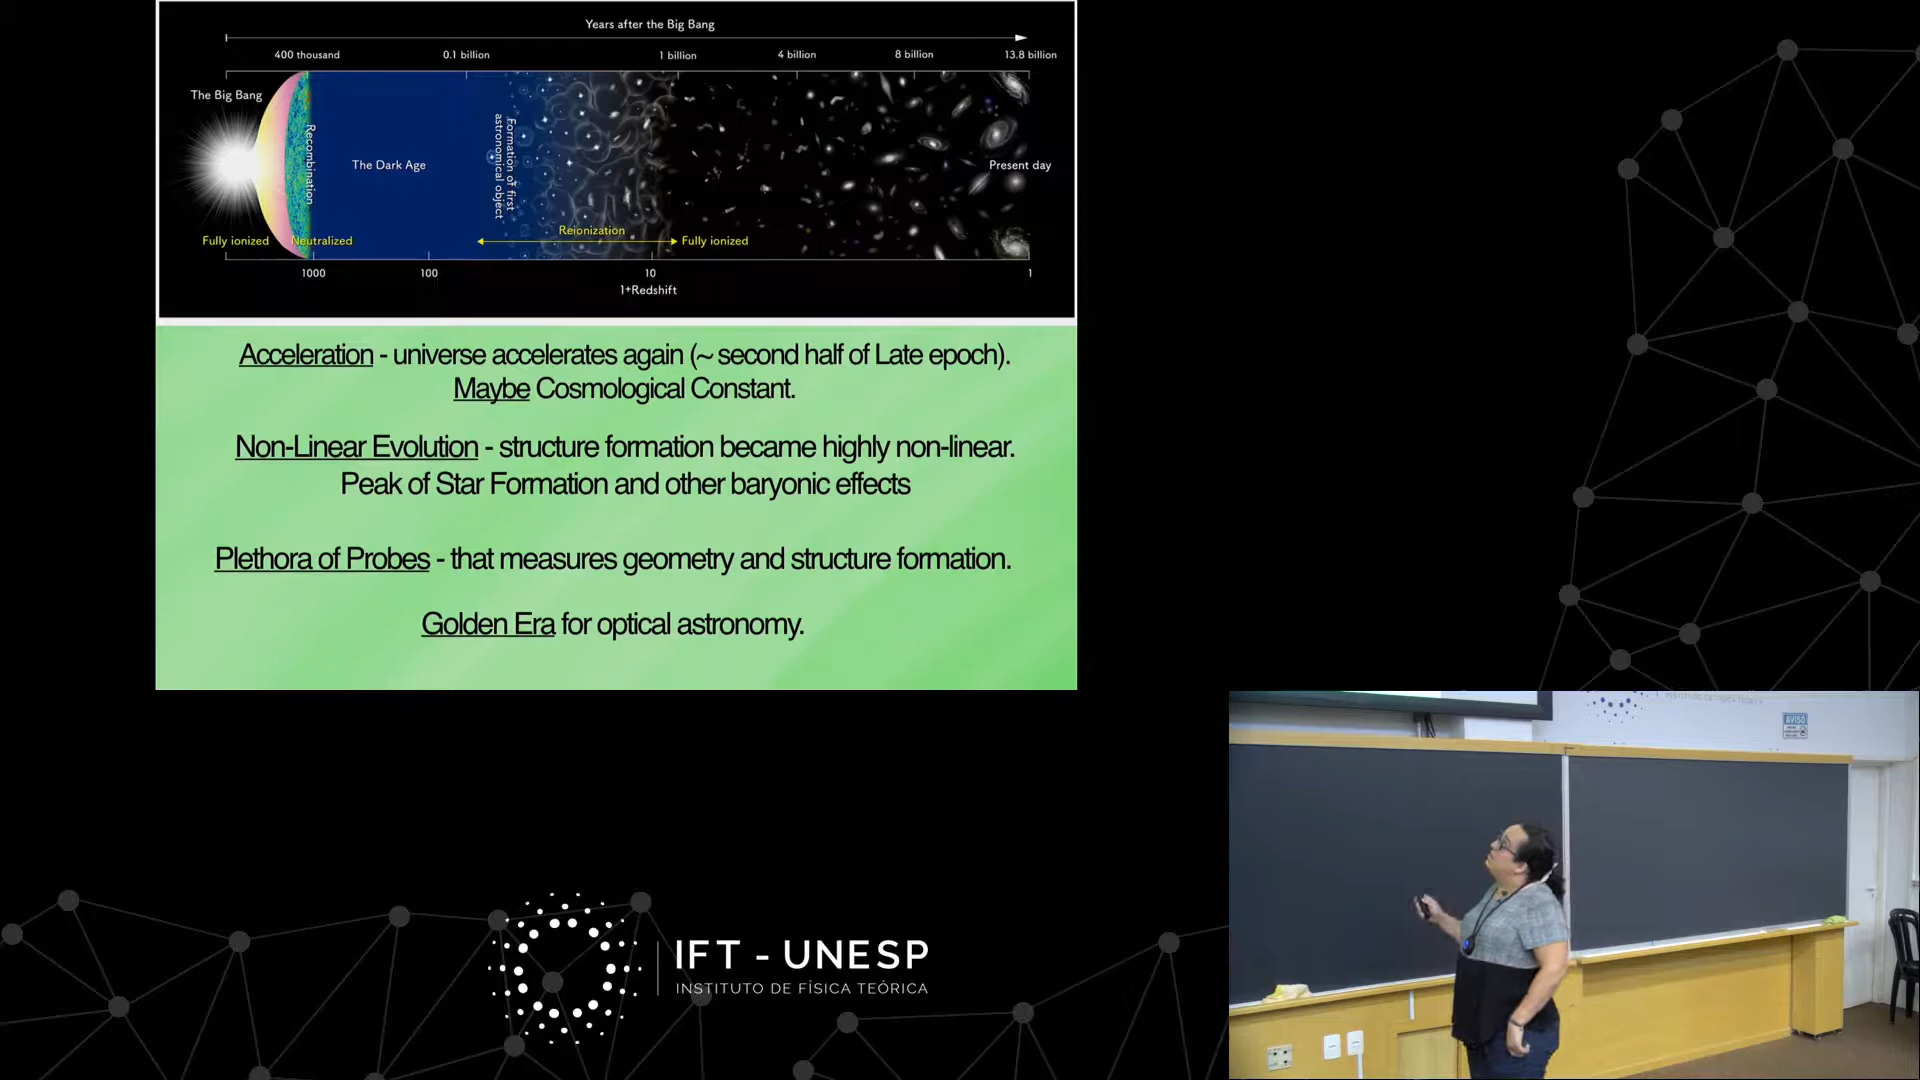 Years after the Big Bang
400 thousand 0.1 billion 1 billion 4 billion 8 billion 13.8 billion
The Big Bang
Recombination
The Dark Age
Formation of first
astronomical object
Present day
Reionization
Fully ionized Neutralized Fully ionized
1000 100 10 1
1+Redshift
Acceleration - universe accelerates again (~ second half of Late epoch).
Maybe Cosmological Constant.
Non-Linear Evolution - structure formation became highly non-linear.
Peak of Star Formation and other baryonic effects
Plethora of Probes - that measures geometry and structure formation.
Golden Era for optical astronomy.
AVISO
IFT - UNESP
INSTITUTO DE FÍSICA TEÓRICA